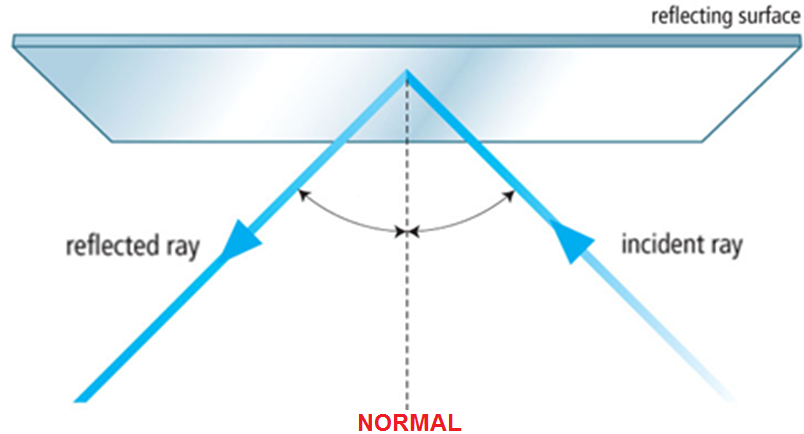 reflecting surface
reflected ray
incident ray
NORMAL